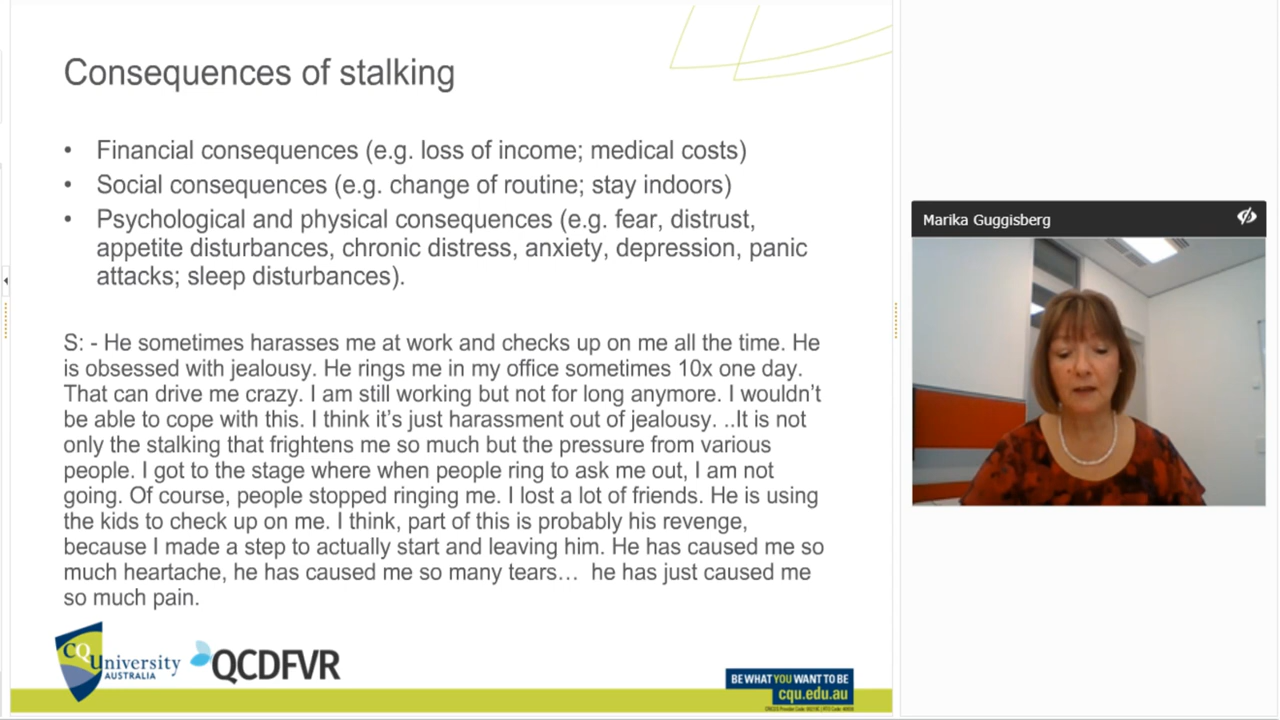 Consequences of stalking
• Financial consequences (e.g. loss of income; medical costs)
• Social consequences (e.g. change of routine; stay indoors)
• Psychological and physical consequences (e.g. fear, distrust,
appetite disturbances, chronic distress, anxiety, depression, panic
attacks; sleep disturbances).
S: - He sometimes harasses me at work and checks up on me all the time. He
is obsessed with jealousy. He rings me in my office sometimes 10x one day.
That can drive me crazy. I am still working but not for long anymore. I wouldn't
be able to cope with this. I think it's just harassment out of jealousy. ..It is not
only the stalking that frightens me so much but the pressure from various
people. I got to the stage where when people ring to ask me out, I am not
going. Of course, people stopped ringing me. I lost a lot of friends. He is using
the kids to check up on me. I think, part of this is probably his revenge,
because I made a step to actually start and leaving him. He has caused me so
much heartache, he has caused me so many tears… he has just caused me
so much pain.
CQUniversity
AUSTRALIA
QCDFVR
BE WHAT YOU WANT TO BE
cqu.edu.au
Marika Guggisberg